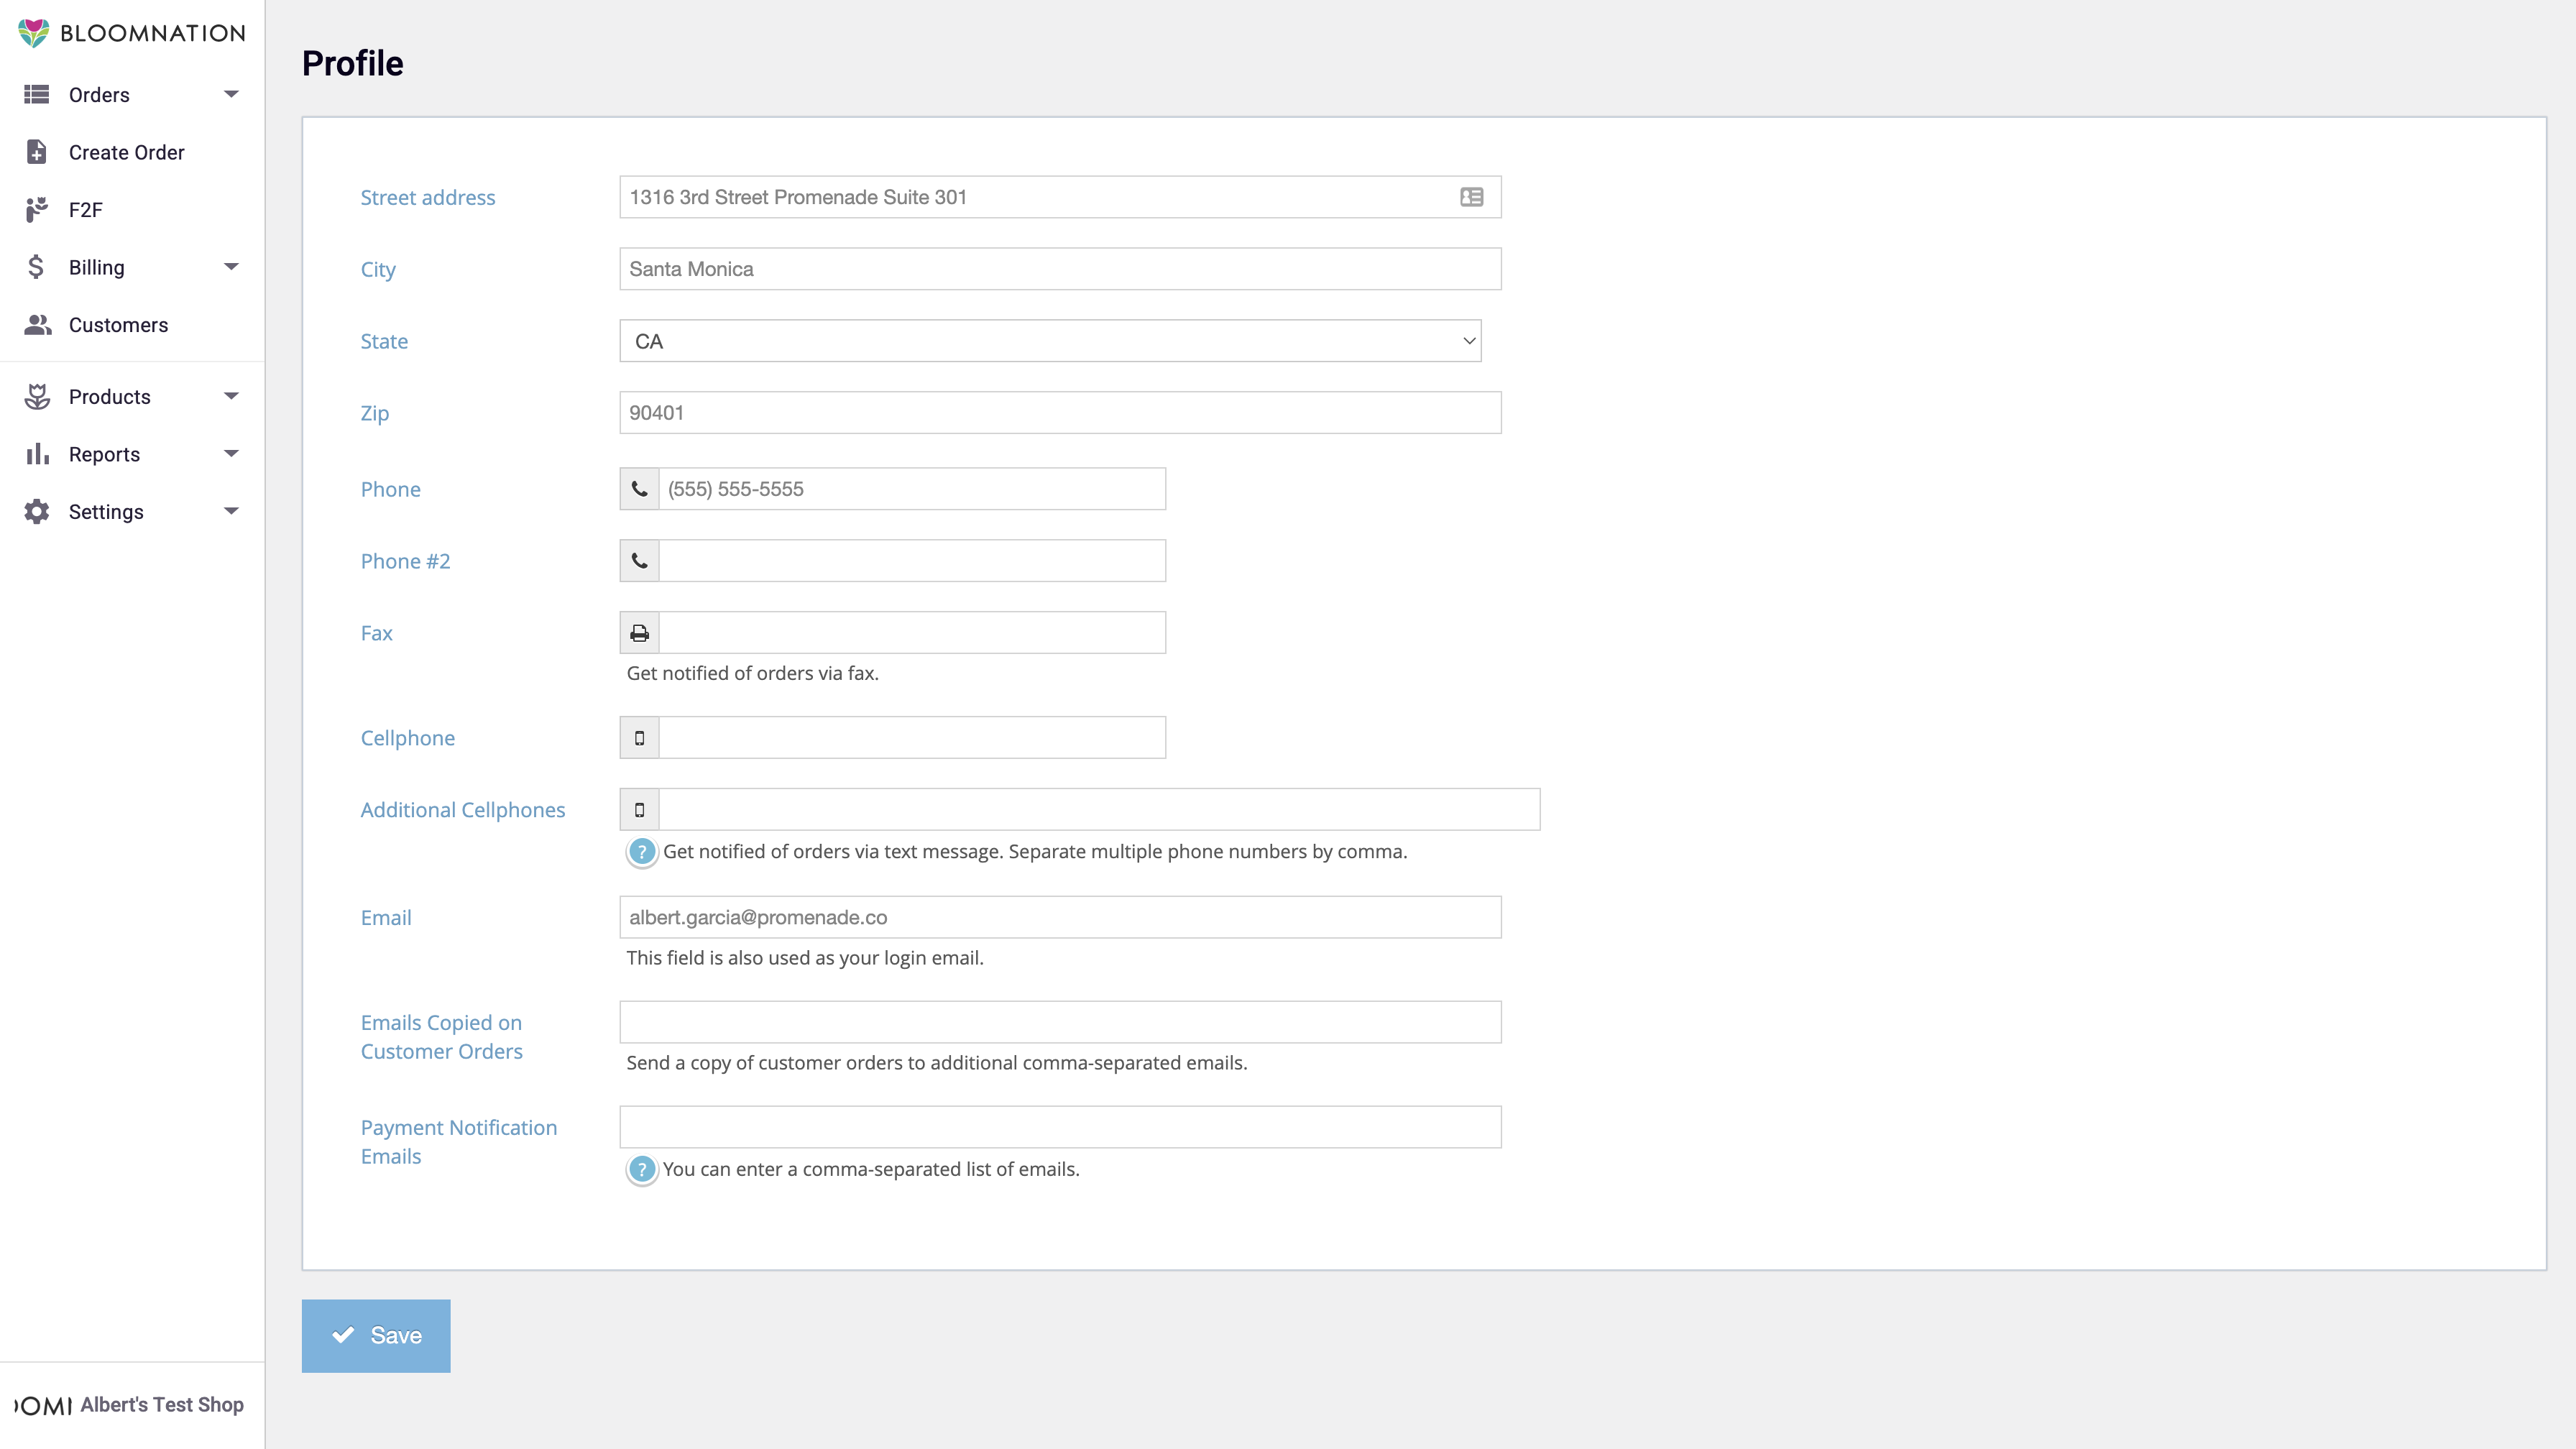 BLOOMNATION
Orders
Create Order
F2F
Billing
Customers
Products
Reports
Settings
Albert's Test Shop
Profile
Street address
1316 3rd Street Promenade Suite 301
City
Santa Monica
State
CA
Zip
90401
Phone
(555) 555-5555
Phone #2
Fax
Get notified of orders via fax.
Cellphone
Additional Cellphones
? Get notified of orders via text message. Separate multiple phone numbers by comma.
Email
albert.garcia@promenade.co
This field is also used as your login email.
Emails Copied on
Customer Orders
Send a copy of customer orders to additional comma-separated emails.
Payment Notification
Emails
? You can enter a comma-separated list of emails.
Save